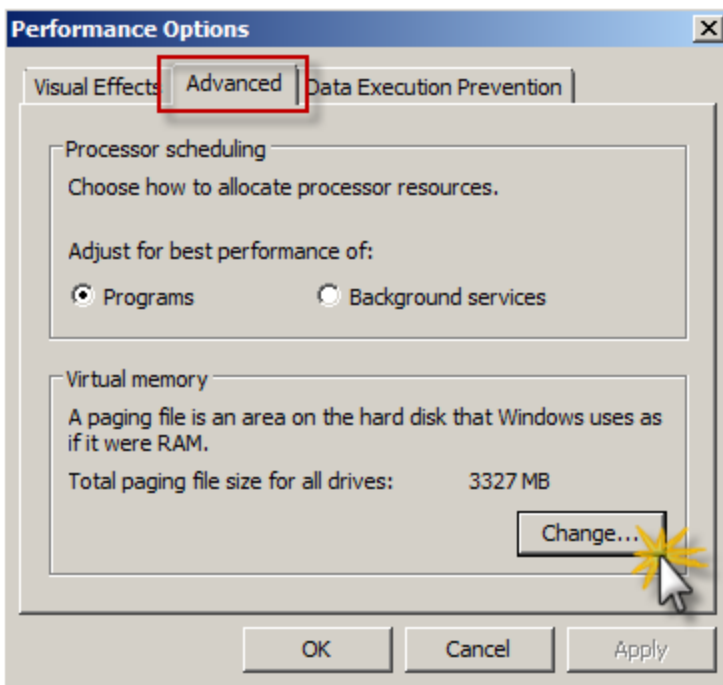 Performance Options
Visual Effects
Advanced
Data Execution Prevention
Processor scheduling
Choose how to allocate processor resources.
Adjust for best performance of:
Programs
Background services
Virtual memory
A paging file is an area on the hard disk that Windows uses as
if it were RAM.
Total paging file size for all drives: 3327 MB
Change...
OK
Cancel
Apply